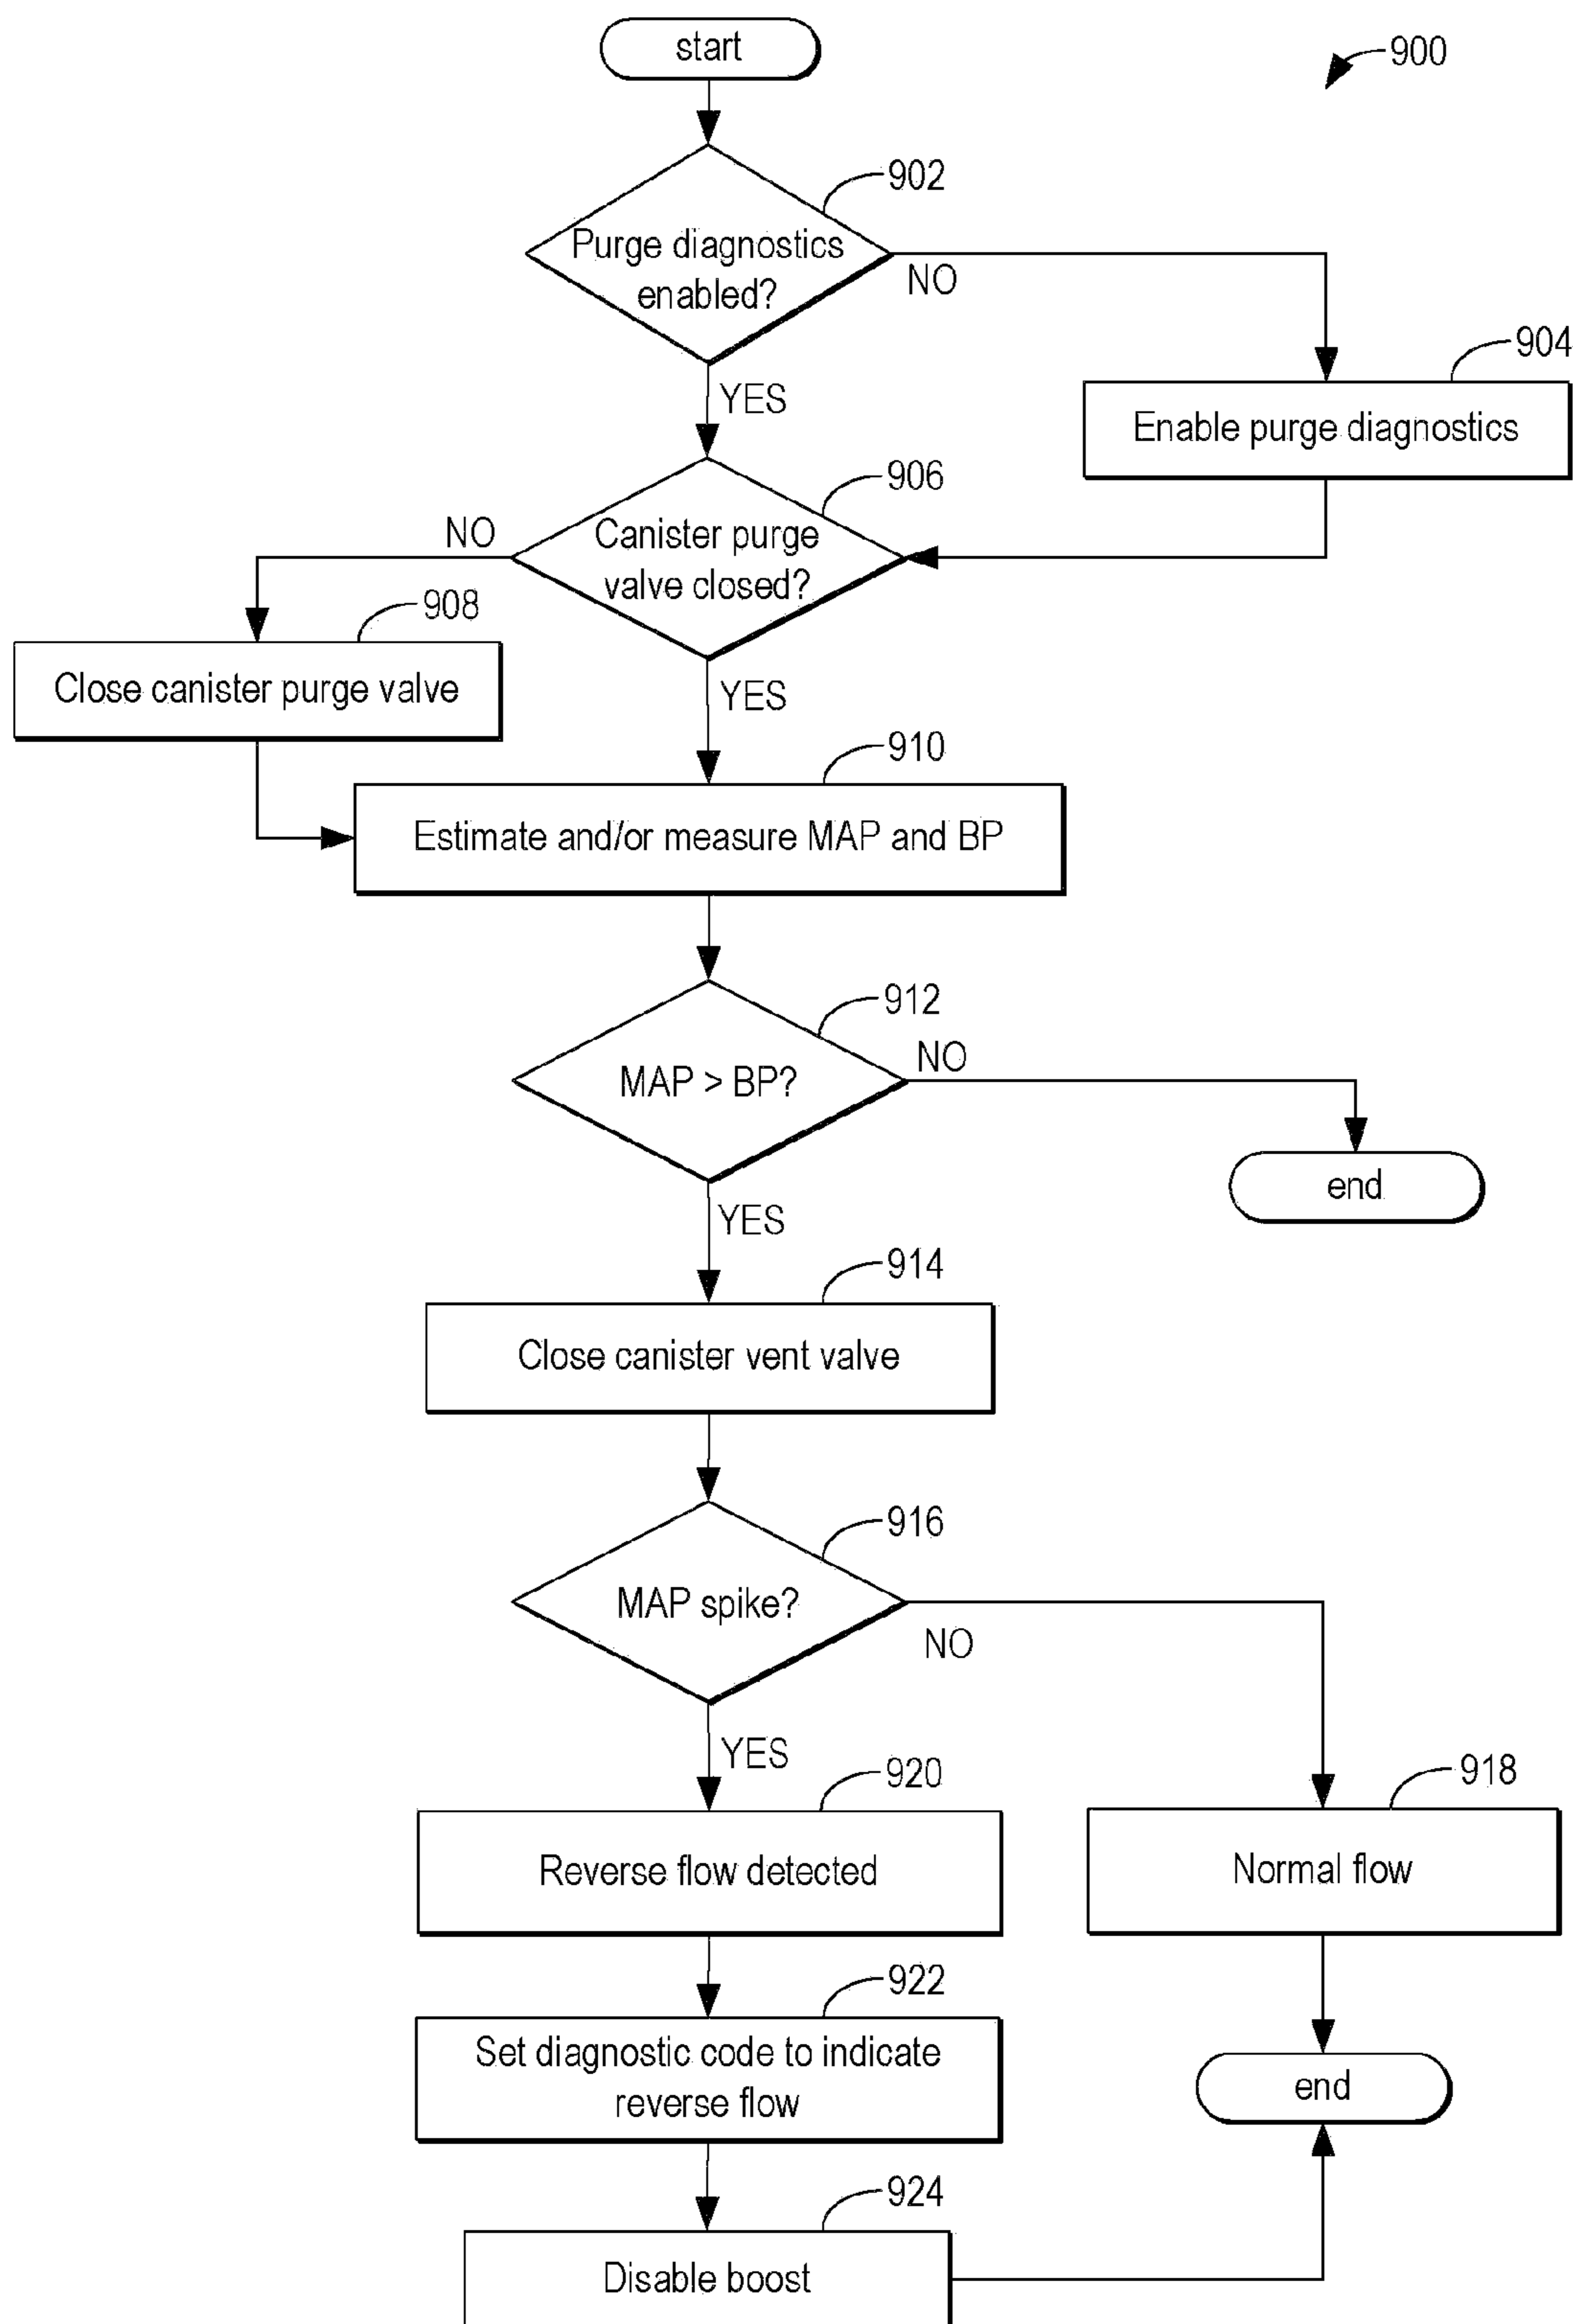 start
900
902
Purge diagnostics
enabled?
NO
904
YES
Enable purge diagnostics
906
NO
Canister purge
valve closed?
908
Close canister purge valve
YES
910
Estimate and/or measure MAP and BP
912
NO
MAP > BP?
end
YES
914
Close canister vent valve
916
MAP spike?
NO
YES
920
918
Reverse flow detected
Normal flow
922
Set diagnostic code to indicate
reverse flow
end
924
Disable boost